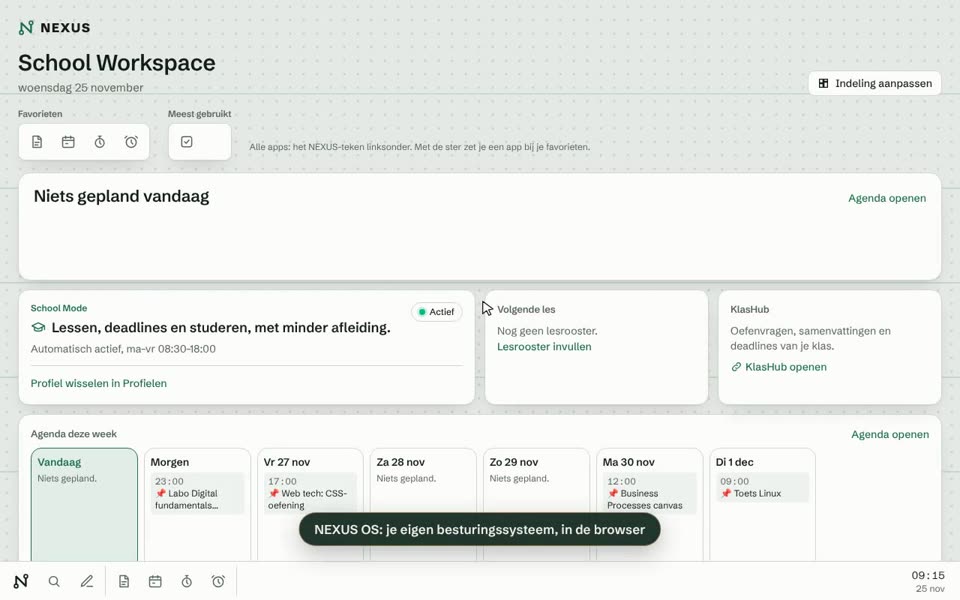 NEXUS
School Workspace
woensdag 25 november
Indeling aanpassen
Favorieten
Meest gebruikt
Alle apps: het NEXUS-teken linksonder. Met de ster zet je een app bij je favorieten.
Niets gepland vandaag
Agenda openen
School Mode
Actief
Lessen, deadlines en studeren, met minder afleiding.
Automatisch actief, ma–vr 08:30–18:00
Profiel wisselen in Profielen
Volgende les
Nog geen lesrooster.
Lesrooster invullen
KlasHub
Oefenvragen, samenvattingen en
deadlines van je klas.
KlasHub openen
Agenda deze week
Agenda openen
Vandaag
Niets gepland.
Morgen
23:00
📌 Labo Digital
fundamentals...
Vr 27 nov
17:00
📌 Web tech: CSS-
oefening
Za 28 nov
Niets gepland.
Zo 29 nov
Niets gepland.
Ma 30 nov
12:00
📌 Business
Processes canvas
Di 1 dec
09:00
📌 Toets Linux
NEXUS OS: je eigen besturingssysteem, in de browser
09:15
25 nov